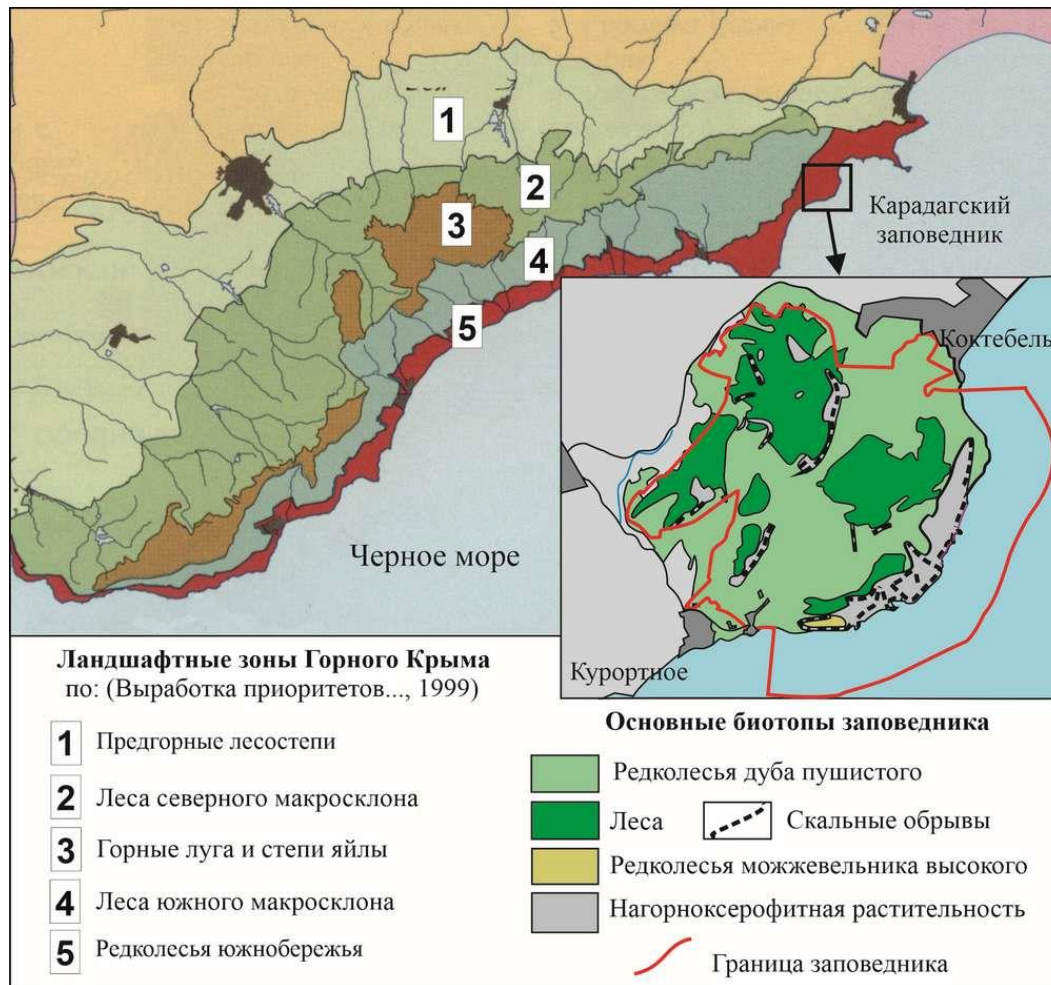 1
2
3
4
5
Карадагский
заповедник
Коктебель
Черное море
Курортное
Ландшафтные зоны Горного Крыма
по: (Выработка приоритетов..., 1999)
1 Предгорные лесостепи
2 Леса северного макросклона
3 Горные луга и степи яйлы
4 Леса южного макросклона
5 Редколесья южнобережья
Основные биотопы заповедника
Редколесья дуба пушистого
Леса Скальные обрывы
Редколесья можжевельника высокого
Нагорноксерофитная растительность
Граница заповедника